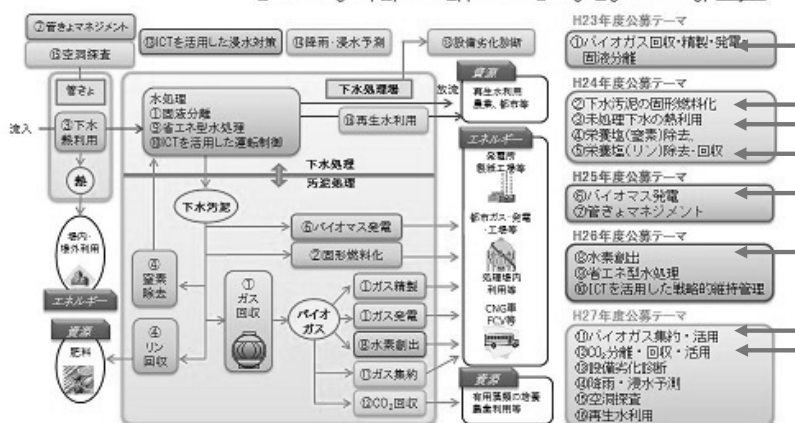 ⑦管きょマネジメント
⑮空洞探査
⑬ICTを活用した浸水対策
⑭降雨・浸水予測
⑬設備劣化診断
管きょ
流入
③下水
熱利用
熱
場内・
場外利用
エネルギー
資源
肥料
水処理
①固液分離
⑨省エネ型水処理
⑩ICTを活用した運転制御
下水処理場
放流
⑯再生水利用
下水処理
汚泥処理
下水汚泥
⑥バイオマス発電
②固形燃料化
④
窒素
除去
④
リン
回収
①
ガス
回収
バイオ
ガス
①ガス精製
①ガス発電
⑧水素創出
⑪ガス集約
⑫CO₂回収
資源
再生水利用
農業、都市等
エネルギー
発電所
製紙工場等
都市ガス・発電
・工場等
処理場内
利用等
CNG車
FCV等
資源
有用藻類の培養
農業利用等
H23年度公募テーマ
①バイオガス回収・精製・発電
固液分離
H24年度公募テーマ
②下水汚泥の固形燃料化
③未処理下水の熱利用
④栄養塩(窒素)除去、
⑤栄養塩(リン)除去・回収
H25年度公募テーマ
⑥バイオマス発電
⑦管きょマネジメント
H26年度公募テーマ
⑧水素創出
⑨省エネ型水処理
⑩ICTを活用した戦略的維持管理
H27年度公募テーマ
⑪バイオガス集約・活用
⑫CO₂分離・回収・活用
⑬設備劣化診断
⑭降雨・浸水予測
⑮空洞探査
⑯再生水利用